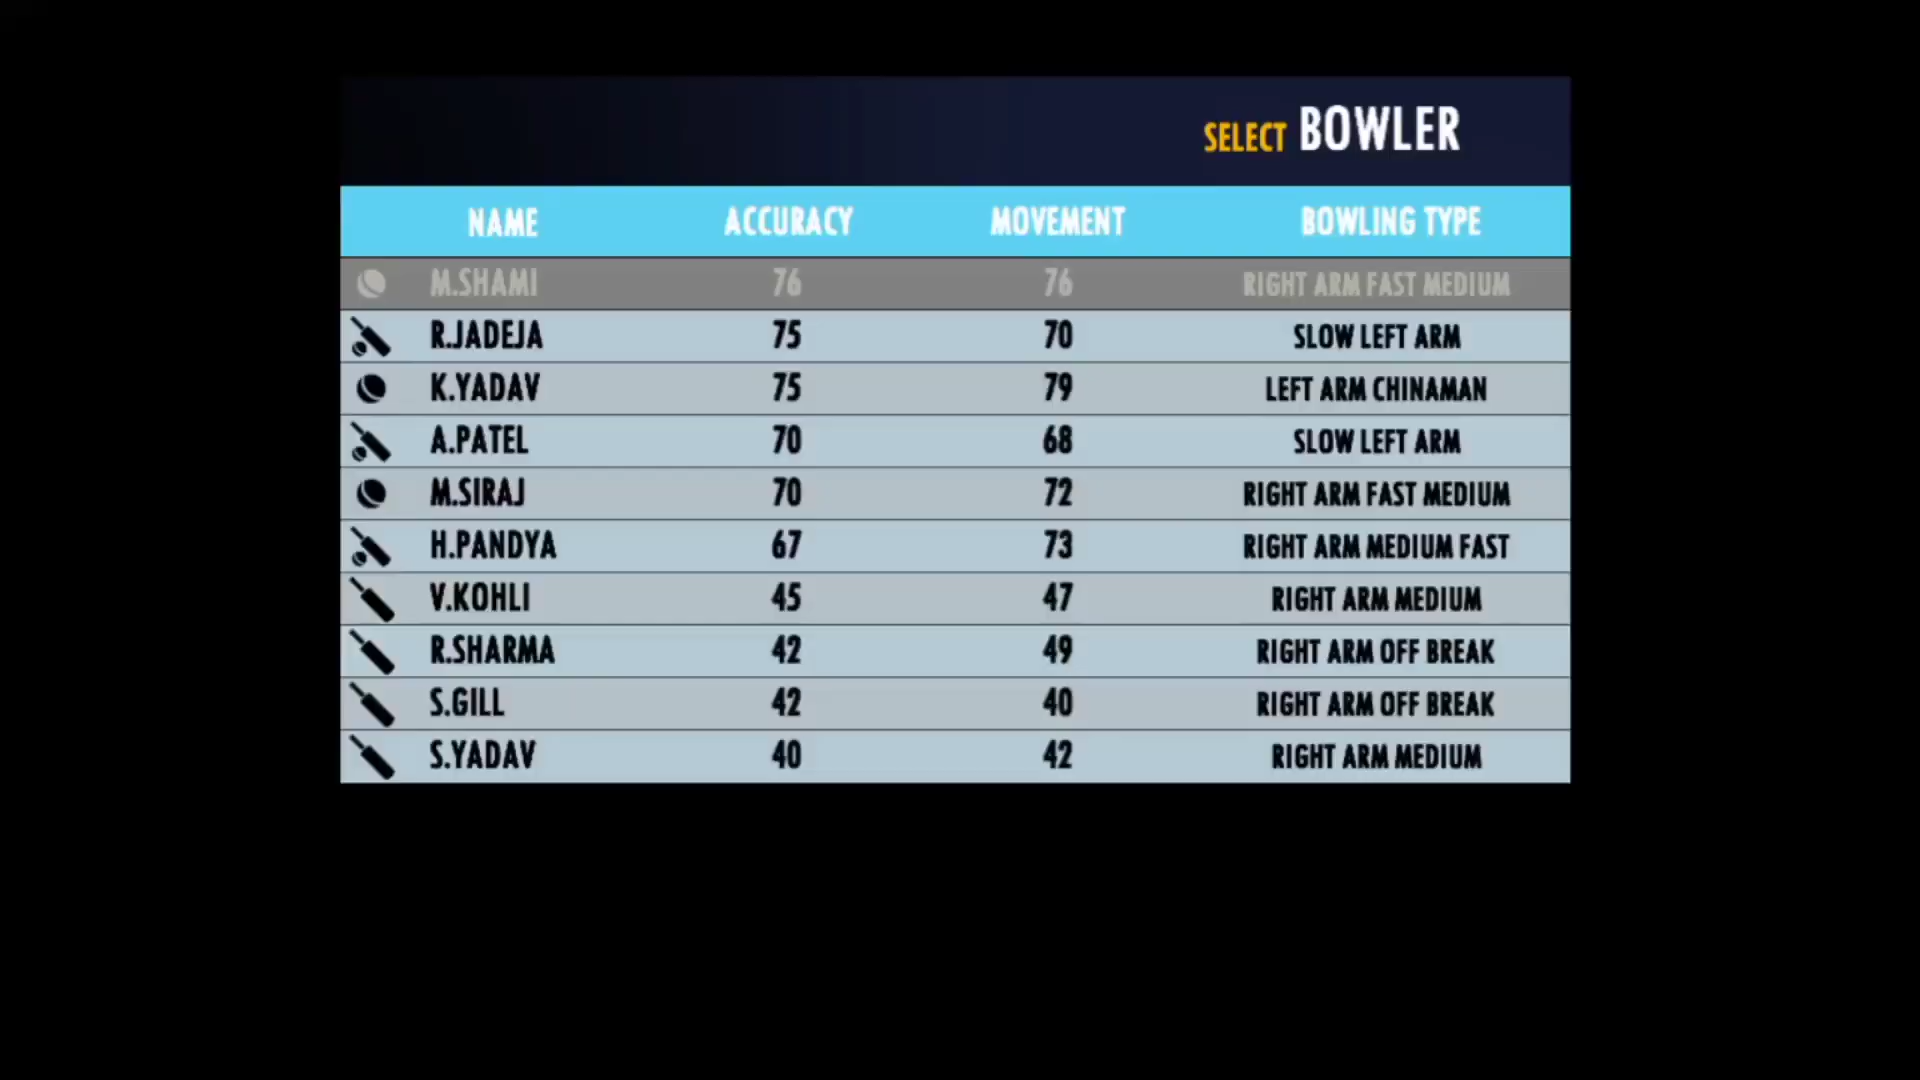 SELECT BOWLER
NAME ACCURACY MOVEMENT BOWLING TYPE
M.SHAMI 76 76 RIGHT ARM FAST MEDIUM
R.JADEJA 75 70 SLOW LEFT ARM
K.YADAV 75 79 LEFT ARM CHINAMAN
A.PATEL 70 68 SLOW LEFT ARM
M.SIRAJ 70 72 RIGHT ARM FAST MEDIUM
H.PANDYA 67 73 RIGHT ARM MEDIUM FAST
V.KOHLI 45 47 RIGHT ARM MEDIUM
R.SHARMA 42 49 RIGHT ARM OFF BREAK
S.GILL 42 40 RIGHT ARM OFF BREAK
S.YADAV 40 42 RIGHT ARM MEDIUM